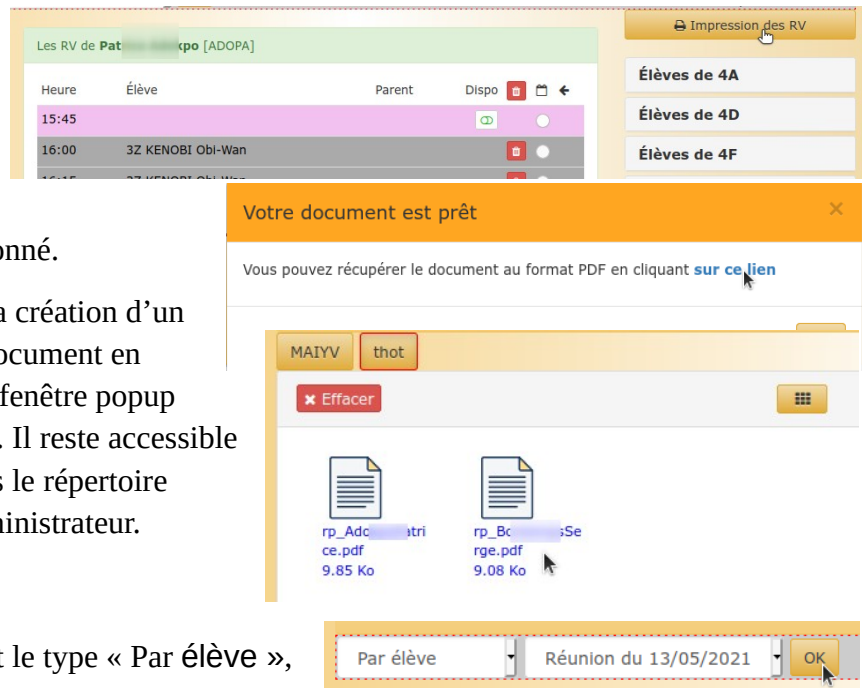 Impression des RV
Les RV de Pat kpo [ADOPA]
Heure Élève Parent Dispo
15:45
16:00 3Z KENOBI Obi-Wan
Élèves de 4A
Élèves de 4D
Élèves de 4F
Votre document est prêt ×
Vous pouvez récupérer le document au format PDF en cliquant sur ce lien
onné.
a création d’un
ocument en
fenêtre popup
. Il reste accessible
s le répertoire
ministrateur.
MAIYV thot
Effacer
rp_Ado atri
ce.pdf
9.85 Ko
rp_Bo sSe
rge.pdf
9.08 Ko
t le type « Par élève »,
Par élève Réunion du 13/05/2021 OK